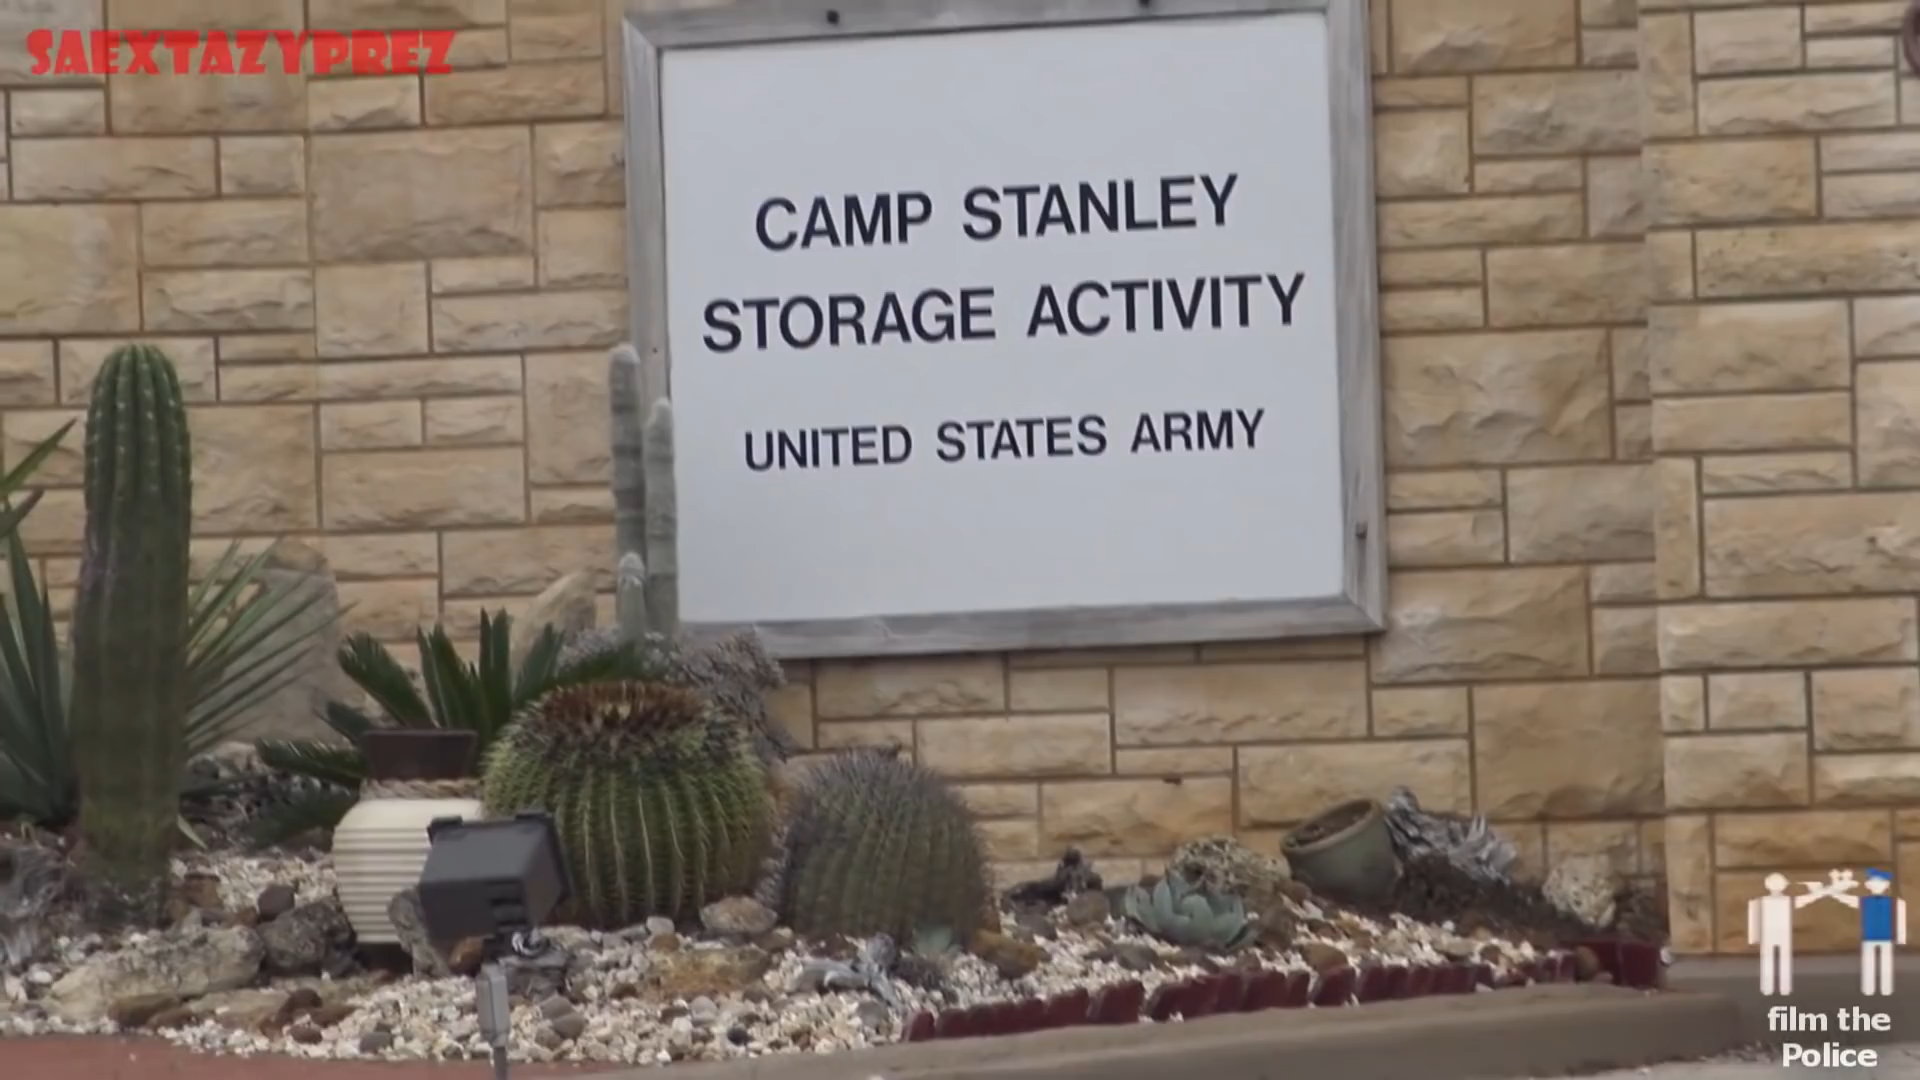 SAEXTAZYPREZ
CAMP STANLEY
STORAGE ACTIVITY
UNITED STATES ARMY
film the
Police